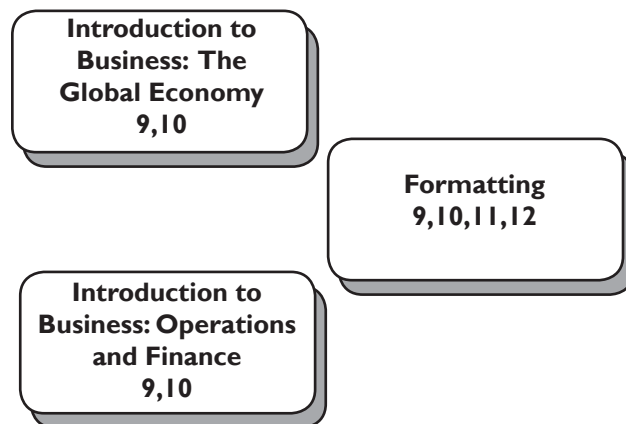 Introduction to
Business: The
Global Economy
9,10
Formatting
9,10,11,12
Introduction to
Business: Operations
and Finance
9,10